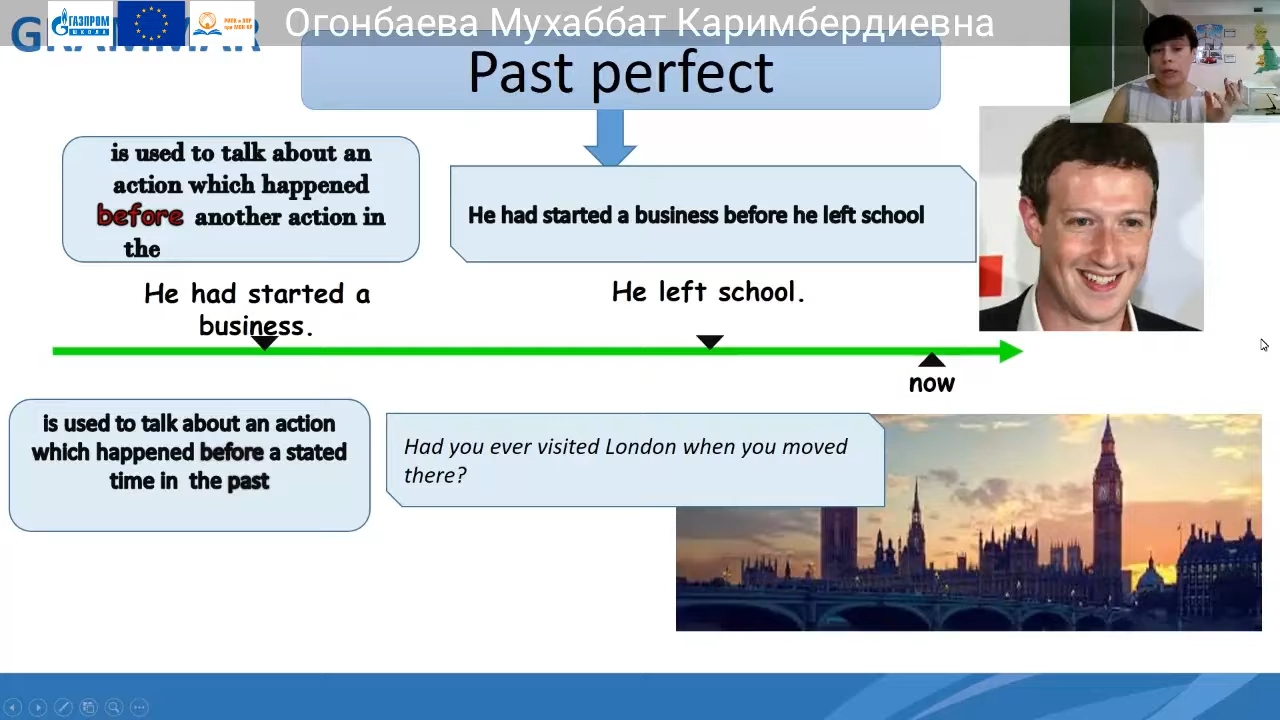 GRAMMAR
ГАЗПРОМ
ШКОЛА
Огонбаева Мухаббат Каримбердиевна
Past perfect
is used to talk about an
action which happened
before another action in
the
He had started a business before he left school
He had started a
business.
He left school.
now
is used to talk about an action
which happened before a stated
time in the past
Had you ever visited London when you moved
there?